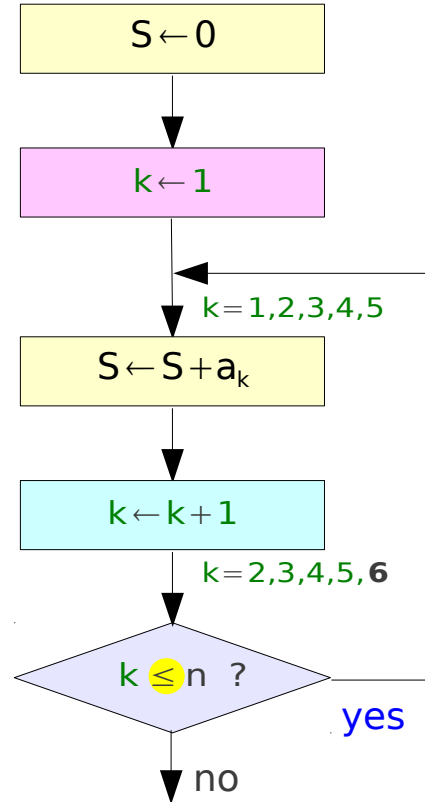 S←0
k←1
k=1,2,3,4,5
S←S+aₖ
k←k+1
k=2,3,4,5,6
k ≤ n ?
yes
no